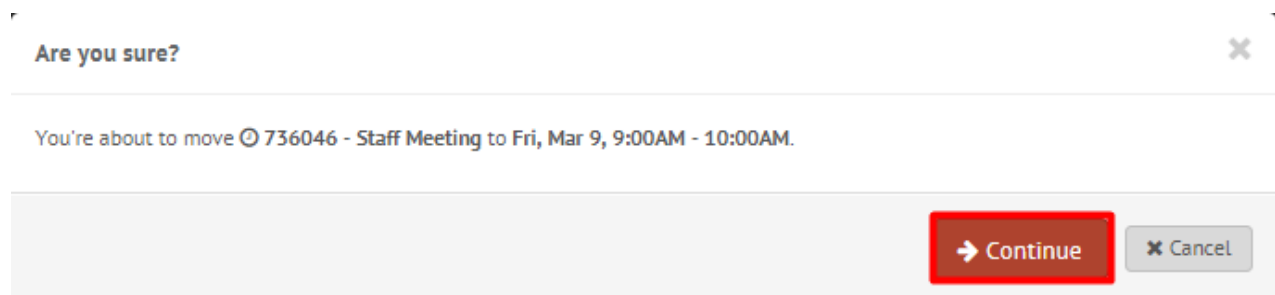 Are you sure?
You're about to move 736046 - Staff Meeting to Fri, Mar 9, 9:00AM - 10:00AM.
Continue
Cancel